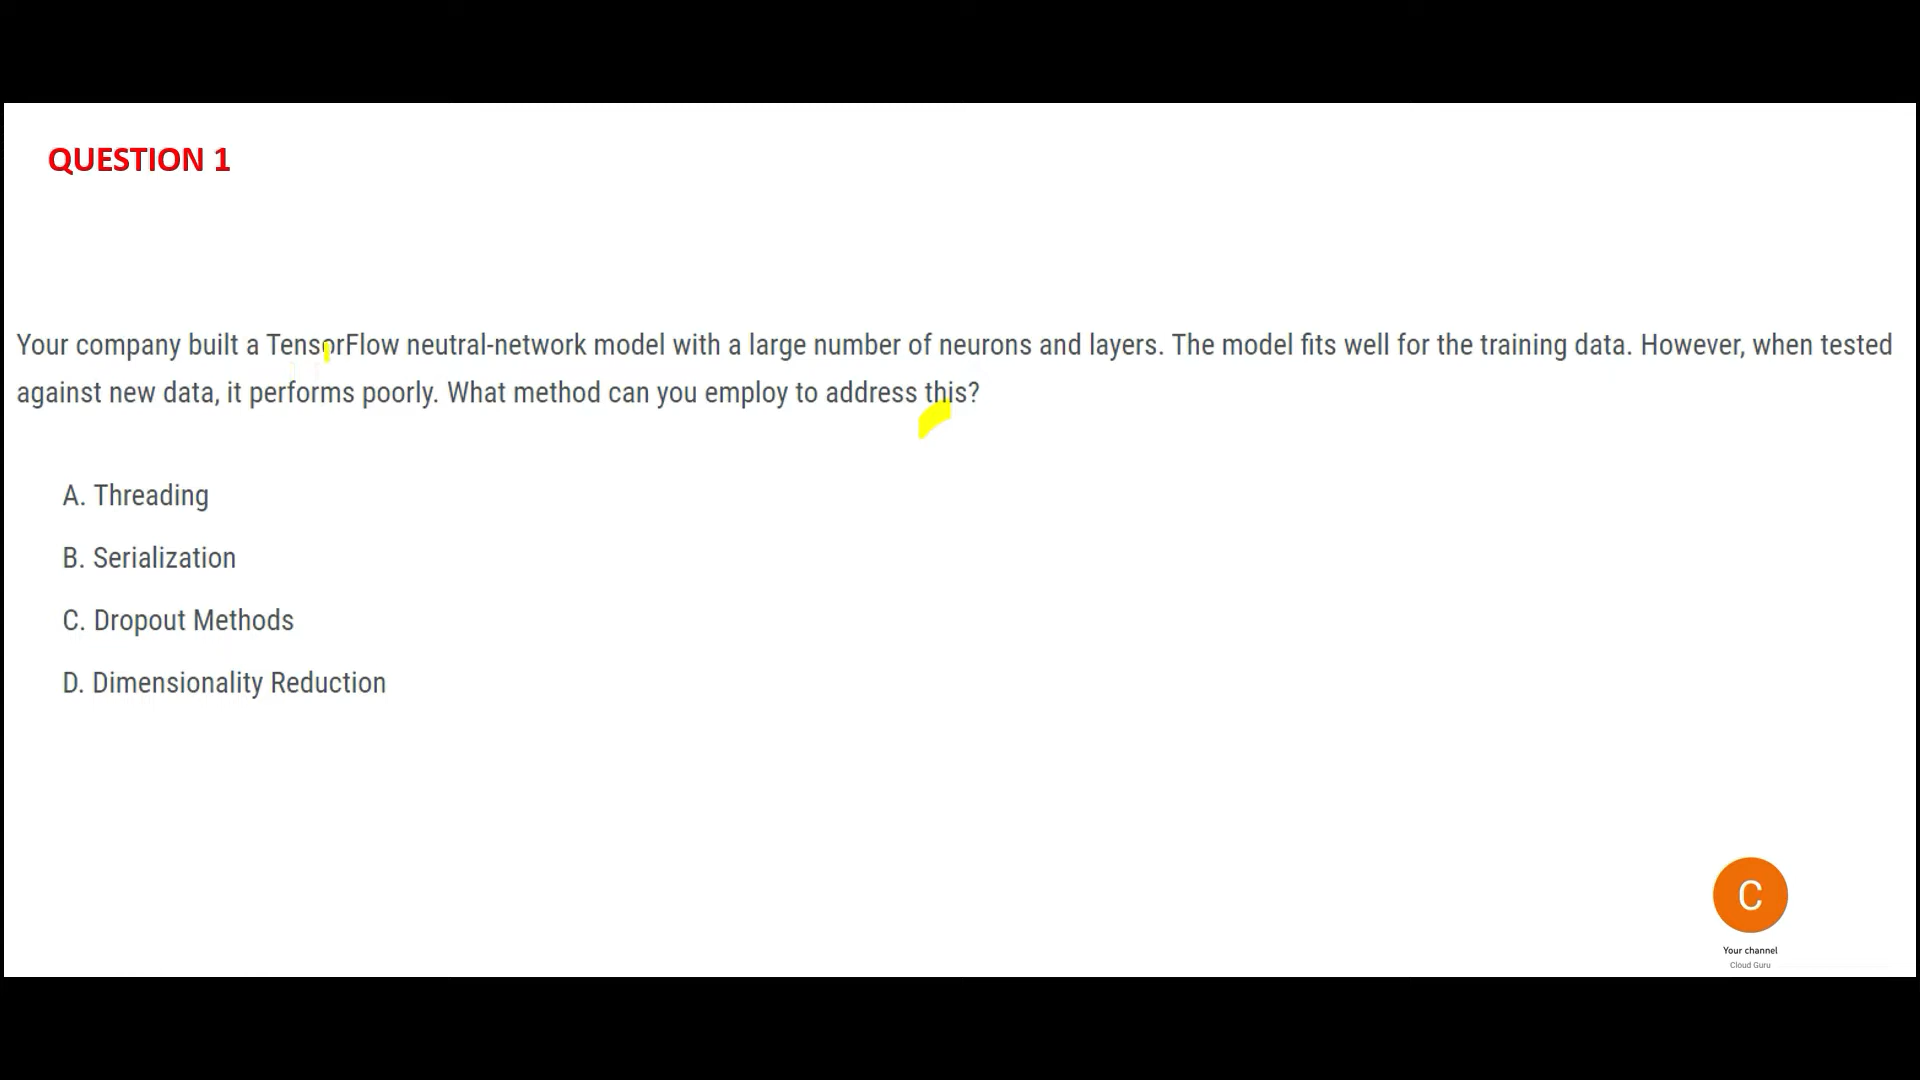 QUESTION 1
Your company built a TensorFlow neutral-network model with a large number of neurons and layers. The model fits well for the training data. However, when tested
against new data, it performs poorly. What method can you employ to address this?
A. Threading
B. Serialization
C. Dropout Methods
D. Dimensionality Reduction
C
Your channel
Cloud Guru